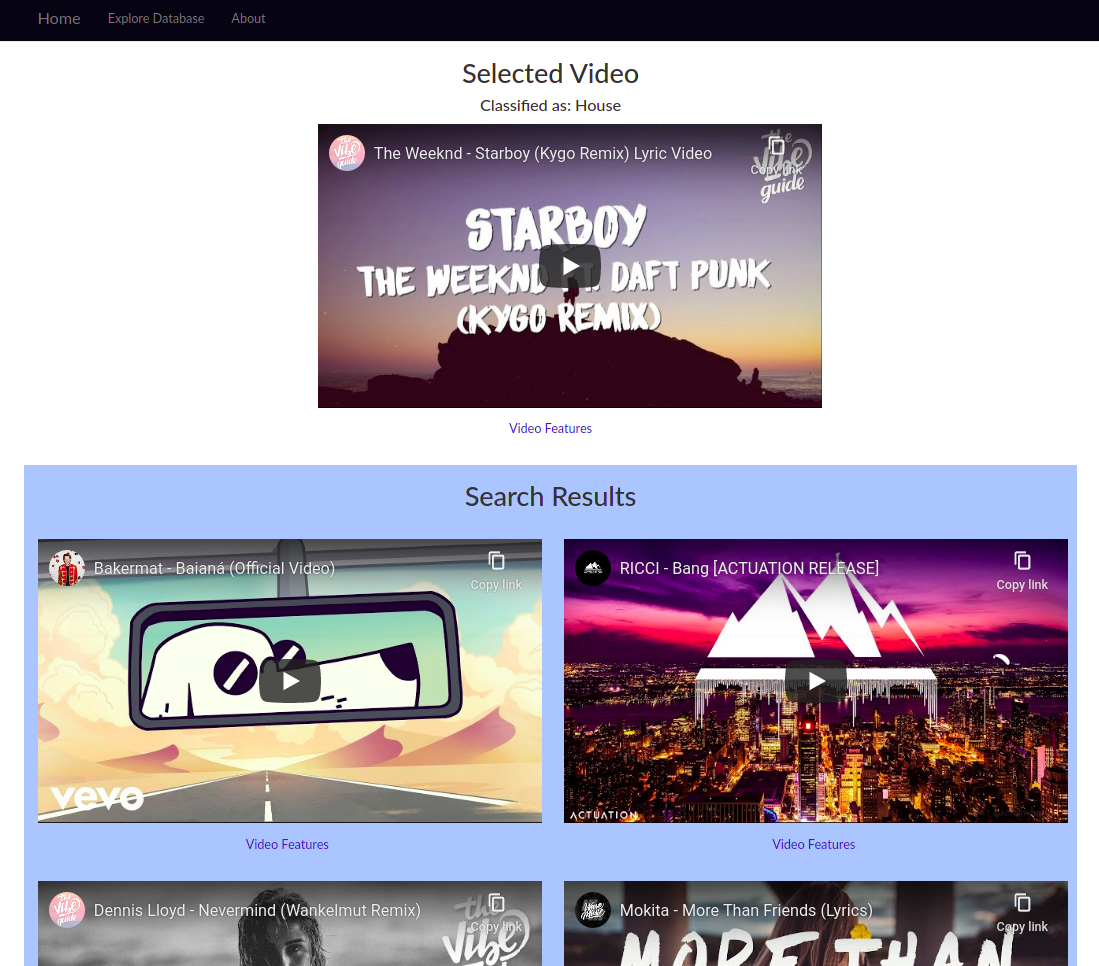 Home Explore Database About
Selected Video
Classified as: House
The Weeknd - Starboy (Kygo Remix) Lyric Video
Copy link
the
Vibe
guide
STARBOY
THE WEEKND FT. DAFT PUNK
(KYGO REMIX)
Video Features
Search Results
Bakermat - Baianá (Official Video)
Copy link
vevo
Video Features
RICCI - Bang [ACTUATION RELEASE]
Copy link
ACTUATION
Video Features
Dennis Lloyd - Nevermind (Wankelmut Remix)
Copy link
the
Vibe
Mokita - More Than Friends (Lyrics)
Copy link
MORE THAN